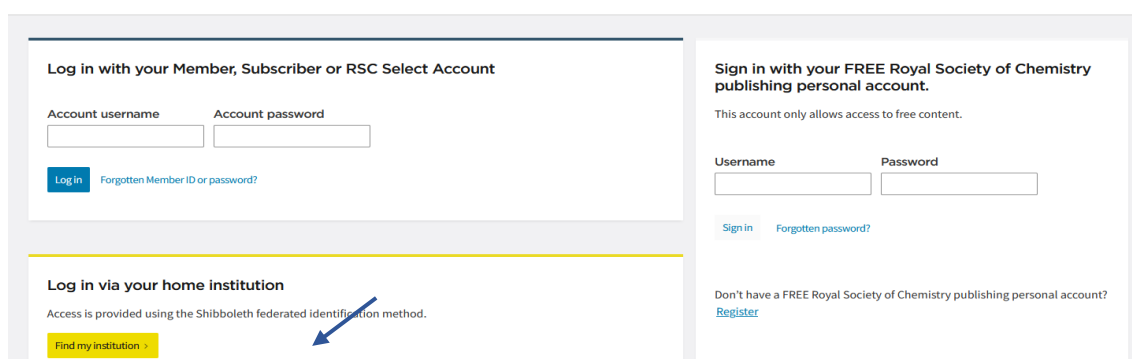 Log in with your Member, Subscriber or RSC Select Account
Account username Account password
Log in Forgotten Member ID or password?
Log in via your home institution
Access is provided using the Shibboleth federated identification method.
Find my institution >
Sign in with your FREE Royal Society of Chemistry
publishing personal account.
This account only allows access to free content.
Username Password
Sign in Forgotten password?
Don't have a FREE Royal Society of Chemistry publishing personal account?
Register